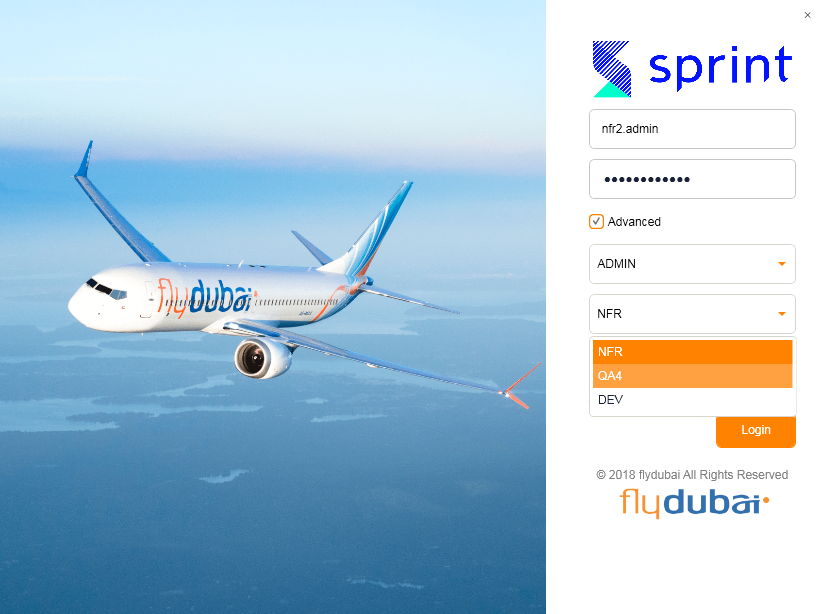 sprint
nfr2.admin
••••••••••••
Advanced
ADMIN
NFR
NFR
QA4
DEV
Login
© 2018 flydubai All Rights Reserved
flydubai
flydubai